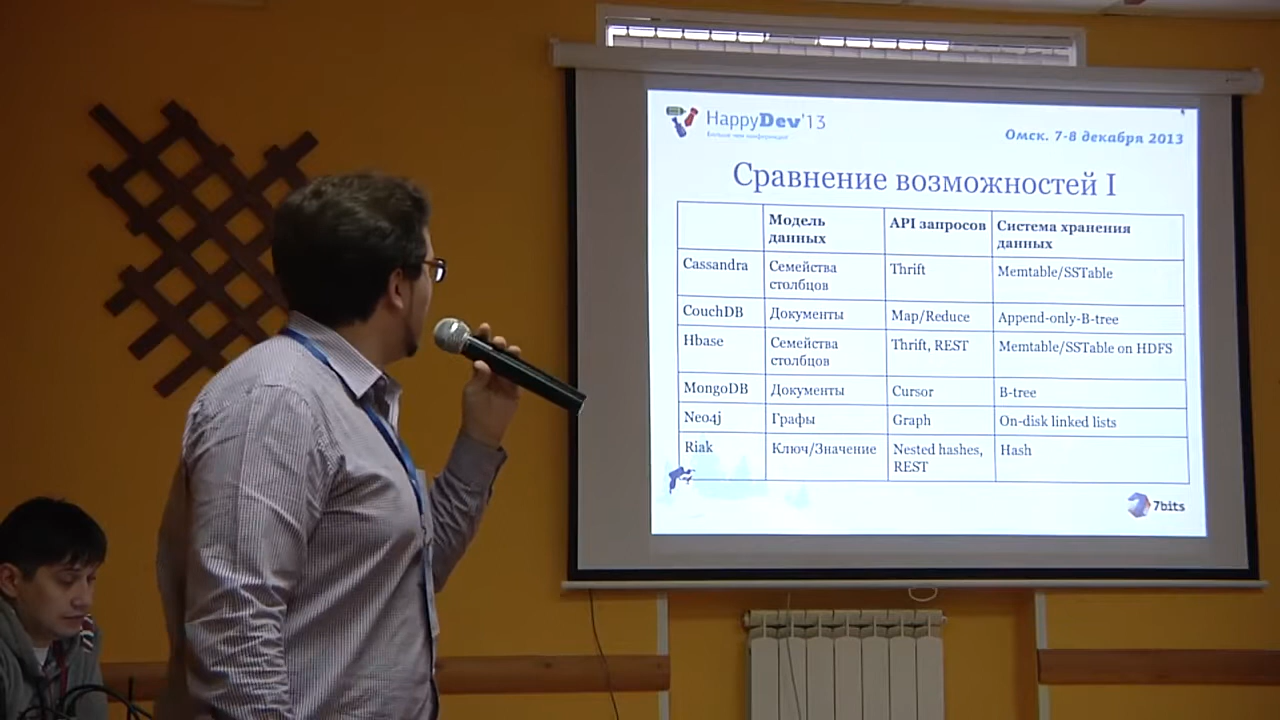 HappyDev'13
Больше чем конференция!
Омск. 7-8 декабря 2013
Сравнение возможностей I
Модель данных
API запросов
Система хранения данных
Cassandra
Семейства столбцов
Thrift
Memtable/SSTable
CouchDB
Документы
Map/Reduce
Append-only-B-tree
Hbase
Семейства столбцов
Thrift, REST
Memtable/SSTable on HDFS
MongoDB
Документы
Cursor
B-tree
Neo4j
Графы
Graph
On-disk linked lists
Riak
Ключ/Значение
Nested hashes, REST
Hash
7bits